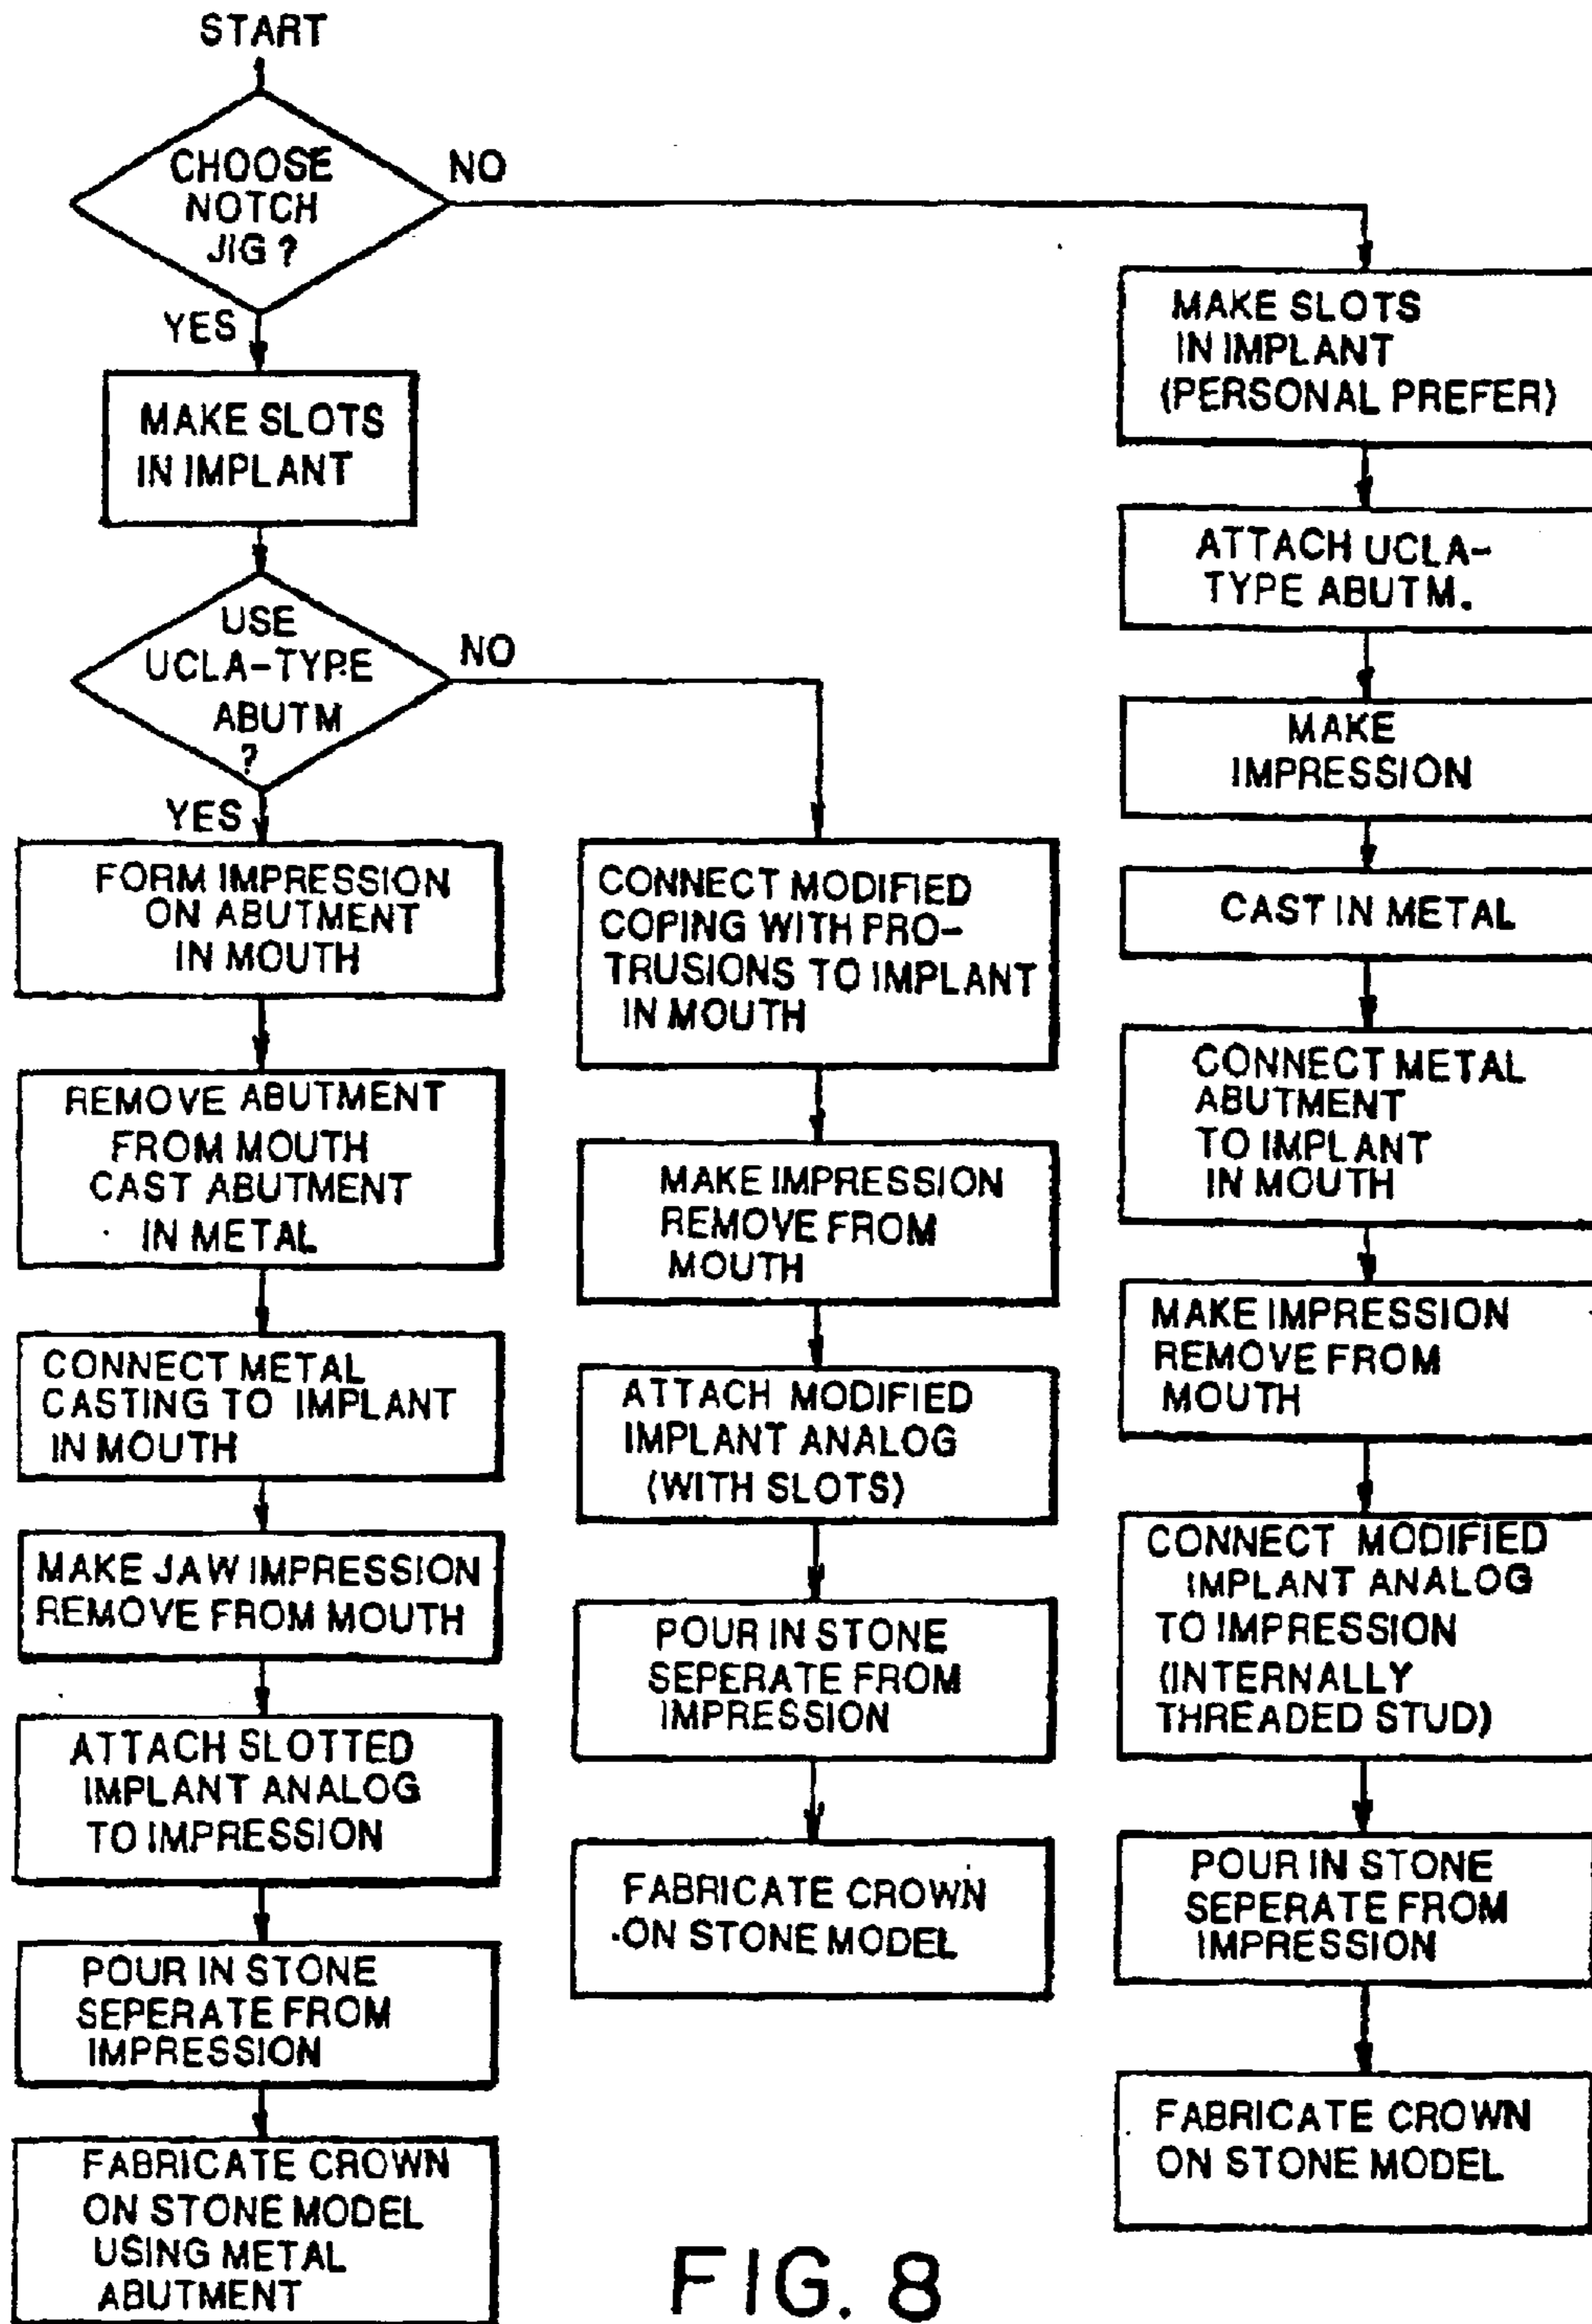 START
CHOOSE
NOTCH
JIG ?
NO
YES
MAKE SLOTS
IN IMPLANT
USE
UCLA-TYPE
ABUTM
?
NO
YES
FORM IMPRESSION
ON ABUTMENT
IN MOUTH
REMOVE ABUTMENT
FROM MOUTH
CAST ABUTMENT
IN METAL
CONNECT METAL
CASTING TO IMPLANT
IN MOUTH
MAKE JAW IMPRESSION
REMOVE FROM MOUTH
ATTACH SLOTTED
IMPLANT ANALOG
TO IMPRESSION
POUR IN STONE
SEPERATE FROM
IMPRESSION
FABRICATE CROWN
ON STONE MODEL
USING METAL
ABUTMENT
CONNECT MODIFIED
COPING WITH PRO-
TRUSIONS TO IMPLANT
IN MOUTH
MAKE IMPRESSION
REMOVE FROM
MOUTH
ATTACH MODIFIED
IMPLANT ANALOG
(WITH SLOTS)
POUR IN STONE
SEPERATE FROM
IMPRESSION
FABRICATE CROWN
ON STONE MODEL
MAKE SLOTS
IN IMPLANT
(PERSONAL PREFER)
ATTACH UCLA-
TYPE ABUTM.
MAKE
IMPRESSION
CAST IN METAL
CONNECT METAL
ABUTMENT
TO IMPLANT
IN MOUTH
MAKE IMPRESSION
REMOVE FROM
MOUTH
CONNECT MODIFIED
IMPLANT ANALOG
TO IMPRESSION
(INTERNALLY
THREADED STUD)
POUR IN STONE
SEPERATE FROM
IMPRESSION
FABRICATE CROWN
ON STONE MODEL
FIG. 8